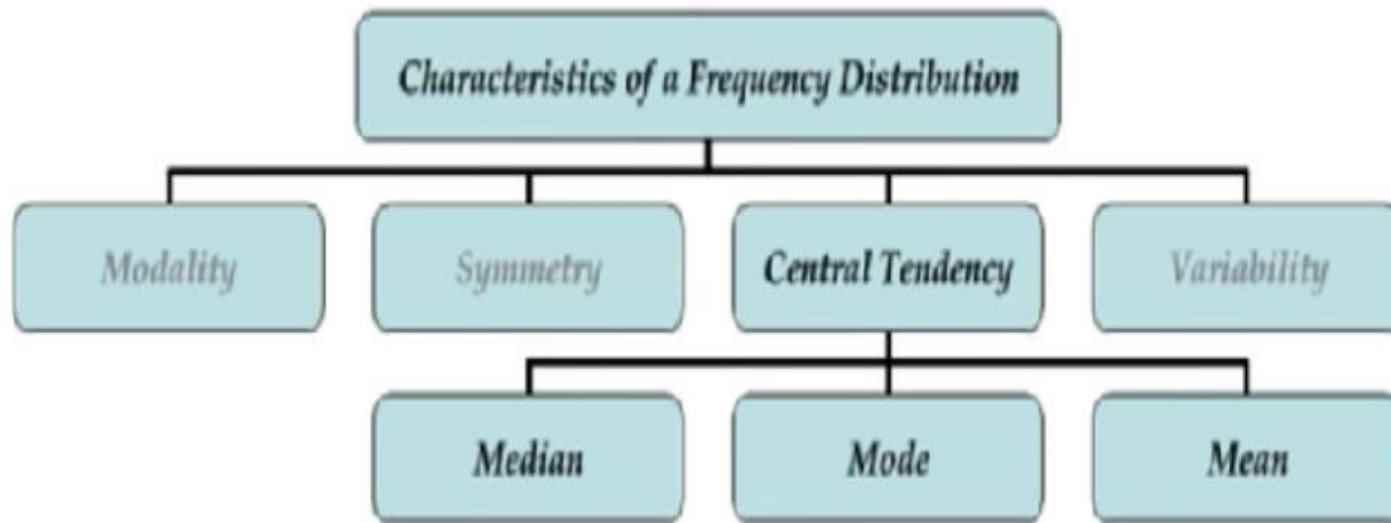 Characteristics of a Frequency Distribution
Modality
Symmetry
Central Tendency
Variability
Median
Mode
Mean